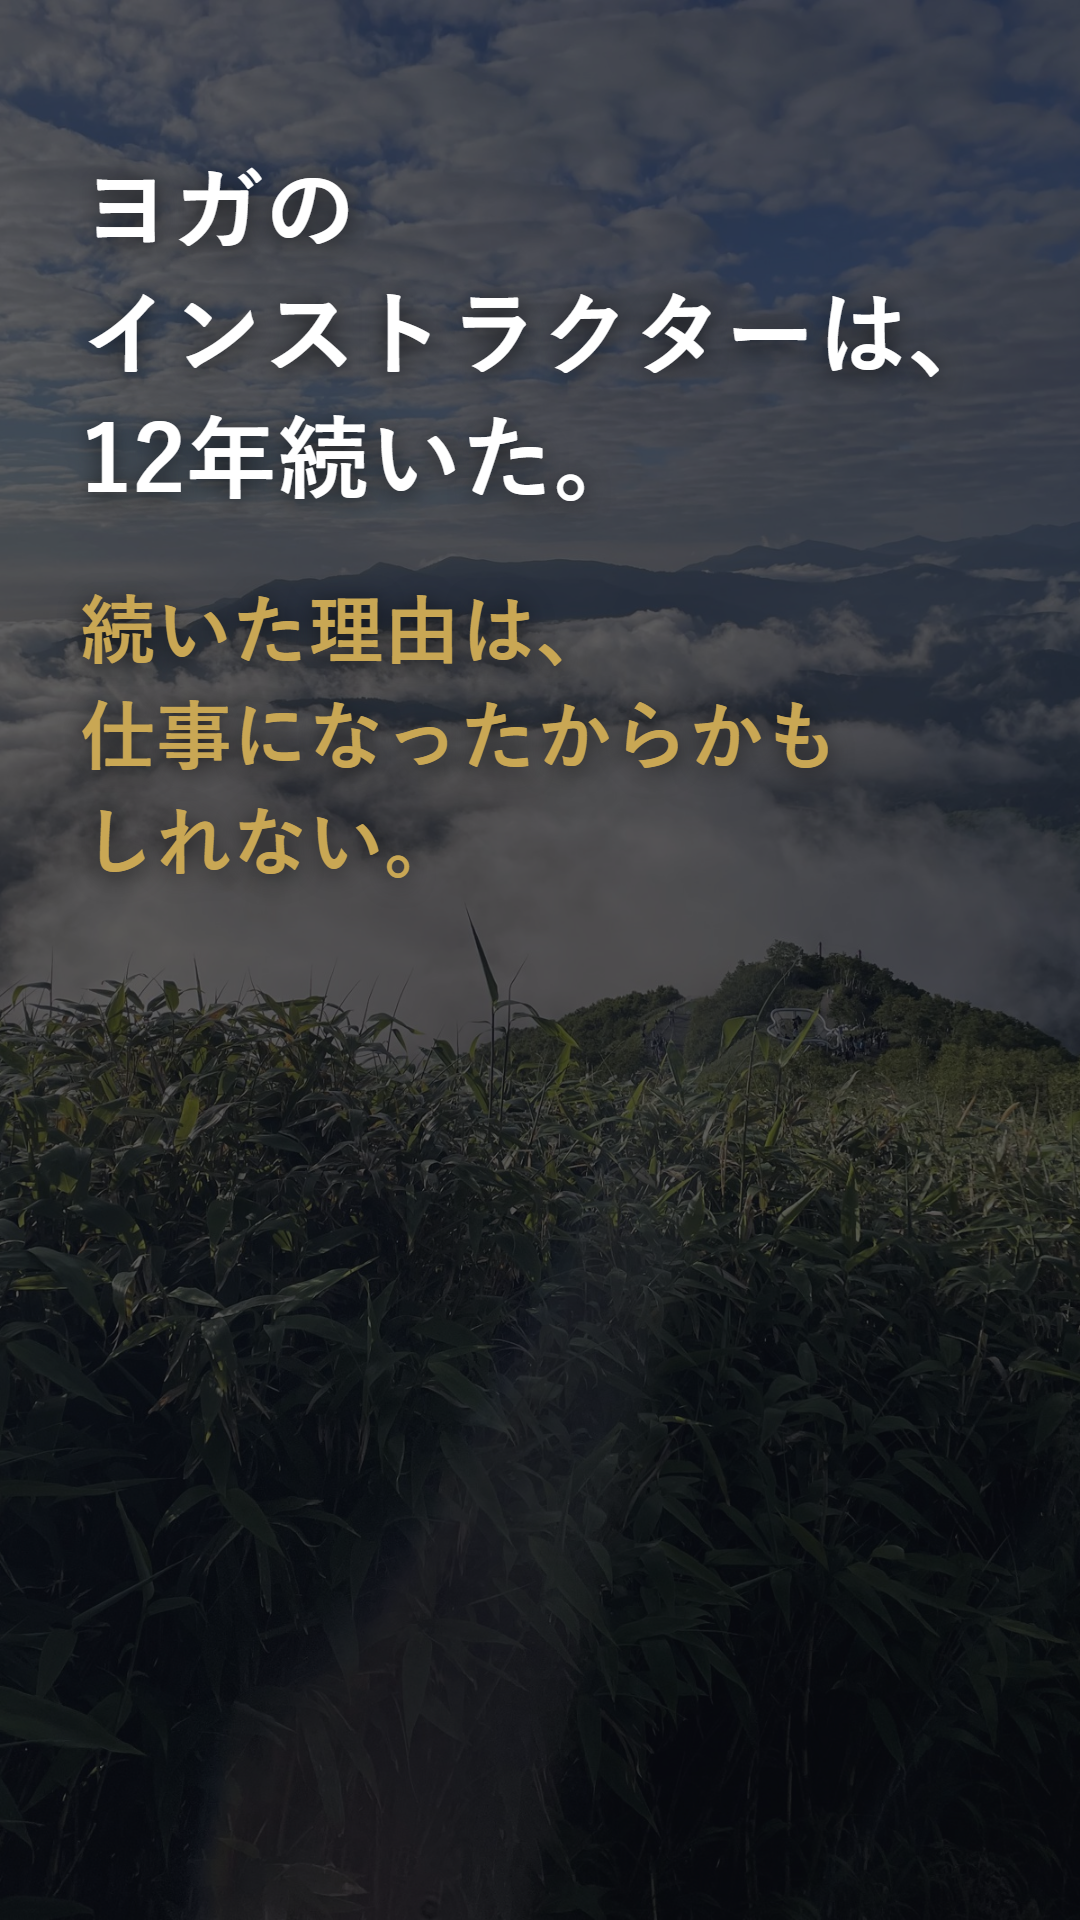 ヨガの
インストラクターは、
12年続いた。
続いた理由は、
仕事になったからかも
しれない。